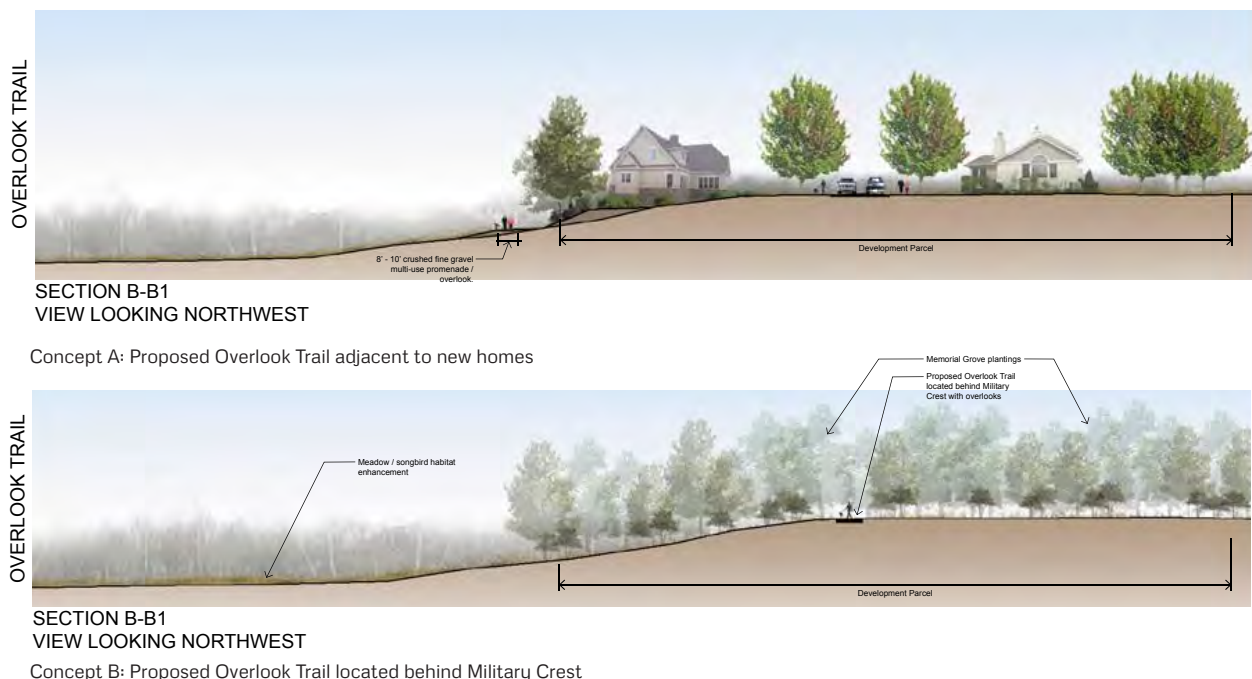 OVERLOOK TRAIL
8' - 10' crushed fine gravel
multi-use promenade /
overlook.
Development Parcel
SECTION B-B1
VIEW LOOKING NORTHWEST
Concept A: Proposed Overlook Trail adjacent to new homes
Memorial Grove plantings
Proposed Overlook Trail
located behind Military
Crest with overlooks
OVERLOOK TRAIL
Meadow / songbird habitat
enhancement
Development Parcel
SECTION B-B1
VIEW LOOKING NORTHWEST
Concept B: Proposed Overlook Trail located behind Military Crest